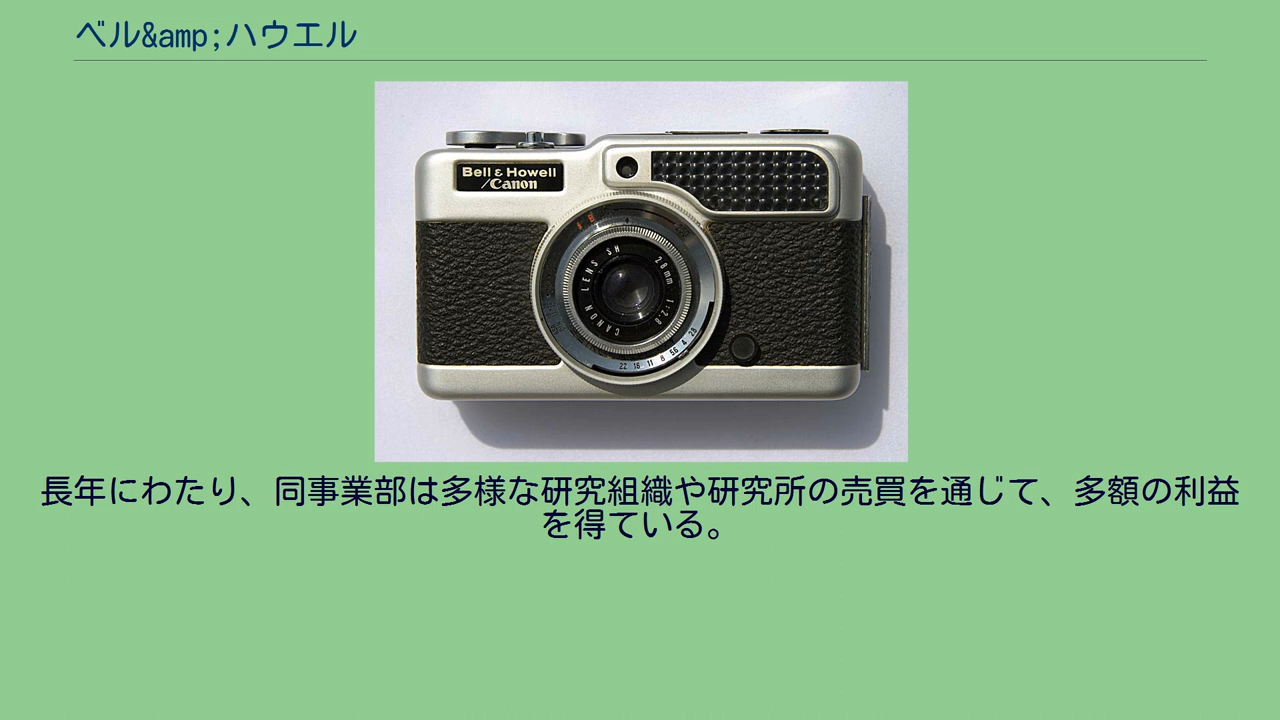 ベル&amp;ハウエル
Bell & Howell
/Canon
CANON LENS SH 28mm 1:2.8
22 16 11 8 5.6 4 2.8
長年にわたり、同事業部は多様な研究組織や研究所の売買を通じて、多額の利益
を得ている。